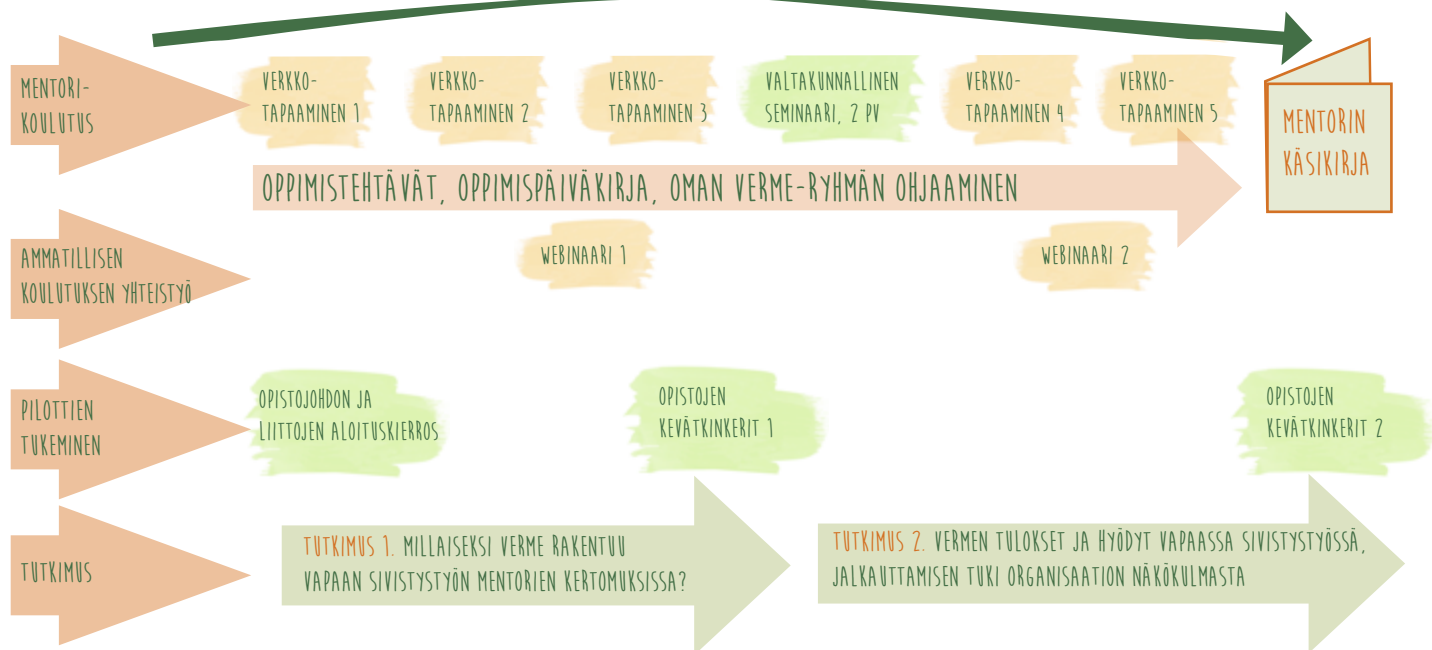 MENTORI-
KOULUTUS
VERKKO-
TAPAAMINEN 1
VERKKO-
TAPAAMINEN 2
VERKKO-
TAPAAMINEN 3
VALTAKUNNALLINEN
SEMINAARI, 2 PV
VERKKO-
TAPAAMINEN 4
VERKKO-
TAPAAMINEN 5
MENTORIN
KÄSIKIRJA
OPPIMISTEHTÄVÄT, OPPIMISPÄIVÄKIRJA, OMAN VERME-RYHMÄN OHJAAMINEN
AMMATILLISEN
KOULUTUKSEN YHTEISTYÖ
WEBINAARI 1
WEBINAARI 2
PILOTTIEN
TUKEMINEN
OPISTOJOHDON JA
LIITTOJEN ALOITUSKIERROS
OPISTOJEN
KEVÄTKINKERIT 1
OPISTOJEN
KEVÄTKINKERIT 2
TUTKIMUS
TUTKIMUS 1. MILLAISEKSI VERME RAKENTUU
VAPAAN SIVISTYSTYÖN MENTORIEN KERTOMUKSISSA?
TUTKIMUS 2. VERMEN TULOKSET JA HYÖDYT VAPAASSA SIVISTYSTYÖSSÄ,
JALKAUTTAMISEN TUKI ORGANISAATION NÄKÖKULMASTA